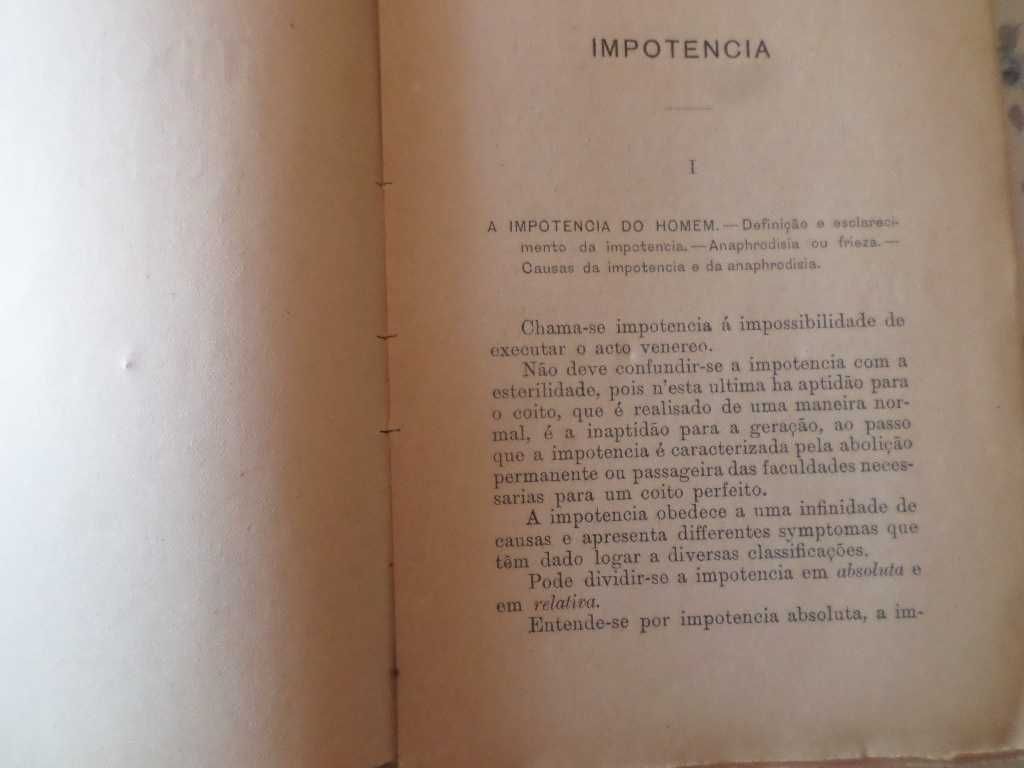 IMPOTENCIA
I
A IMPOTENCIA DO HOMEM.—Definição e esclareci-
mento da impotencia.—Anaphrodisia ou frieza.—
Causas da impotencia e da anaphrodisia.
Chama-se impotencia á impossibilidade de
executar o acto venereo.
Não deve confundir-se a impotencia com a
esterilidade, pois n'esta ultima ha aptidão para
o coito, que é realisado de uma maneira nor-
mal, é a inaptidão para a geração, ao passo
que a impotencia é caracterizada pela abolição
permanente ou passageira das faculdades neces-
sarias para um coito perfeito.
A impotencia obedece a uma infinidade de
causas e apresenta differentes symptomas que
têm dado logar a diversas classificações.
Pode dividir-se a impotencia em absoluta e
em relativa.
Entende-se por impotencia absoluta, a im-